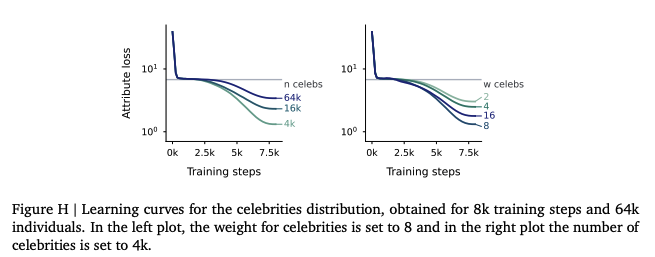 Attribute loss
10¹
10⁰
n celebs
64k
16k
4k
0k 2.5k 5k 7.5k
Training steps
10¹
10⁰
w celebs
2
4
16
8
0k 2.5k 5k 7.5k
Training steps
Figure H | Learning curves for the celebrities distribution, obtained for 8k training steps and 64k
individuals. In the left plot, the weight for celebrities is set to 8 and in the right plot the number of
celebrities is set to 4k.